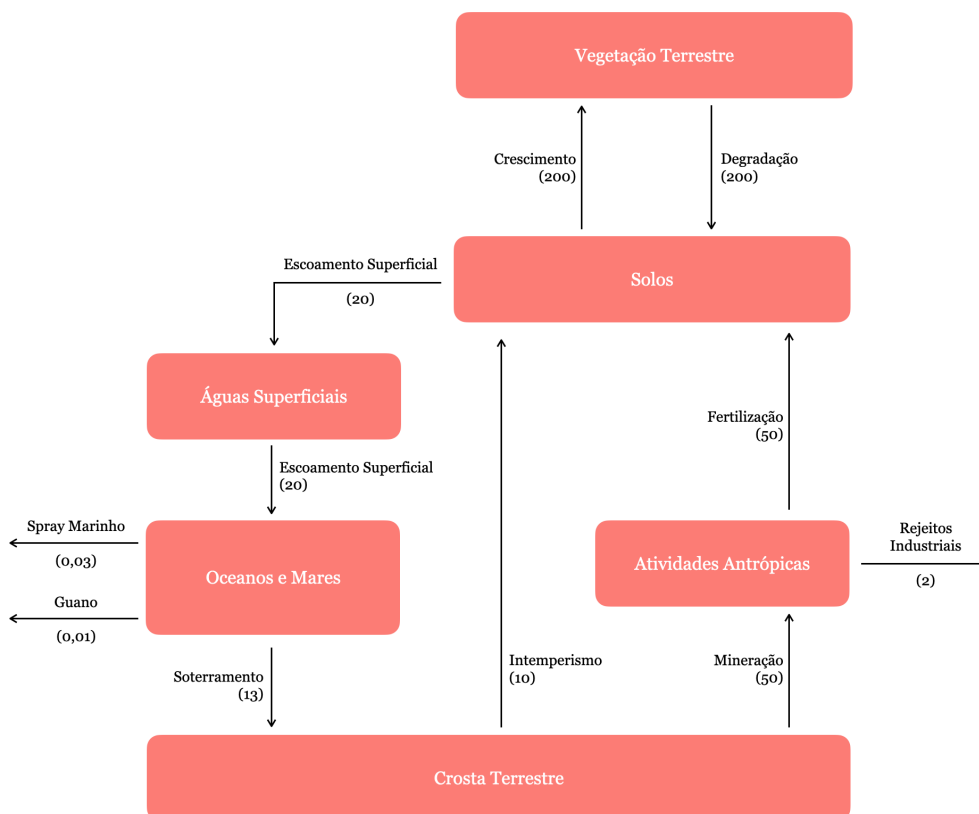 Vegetação Terrestre
Crescimento
(200)
Degradação
(200)
Escoamento Superficial
(20)
Solos
Águas Superficiais
Fertilização
(50)
Escoamento Superficial
(20)
Spray Marinho
(0,03)
Rejeitos
Industriais
(2)
Oceanos e Mares
Atividades Antrópicas
Guano
(0,01)
Soterramento
(13)
Intemperismo
(10)
Mineração
(50)
Crosta Terrestre